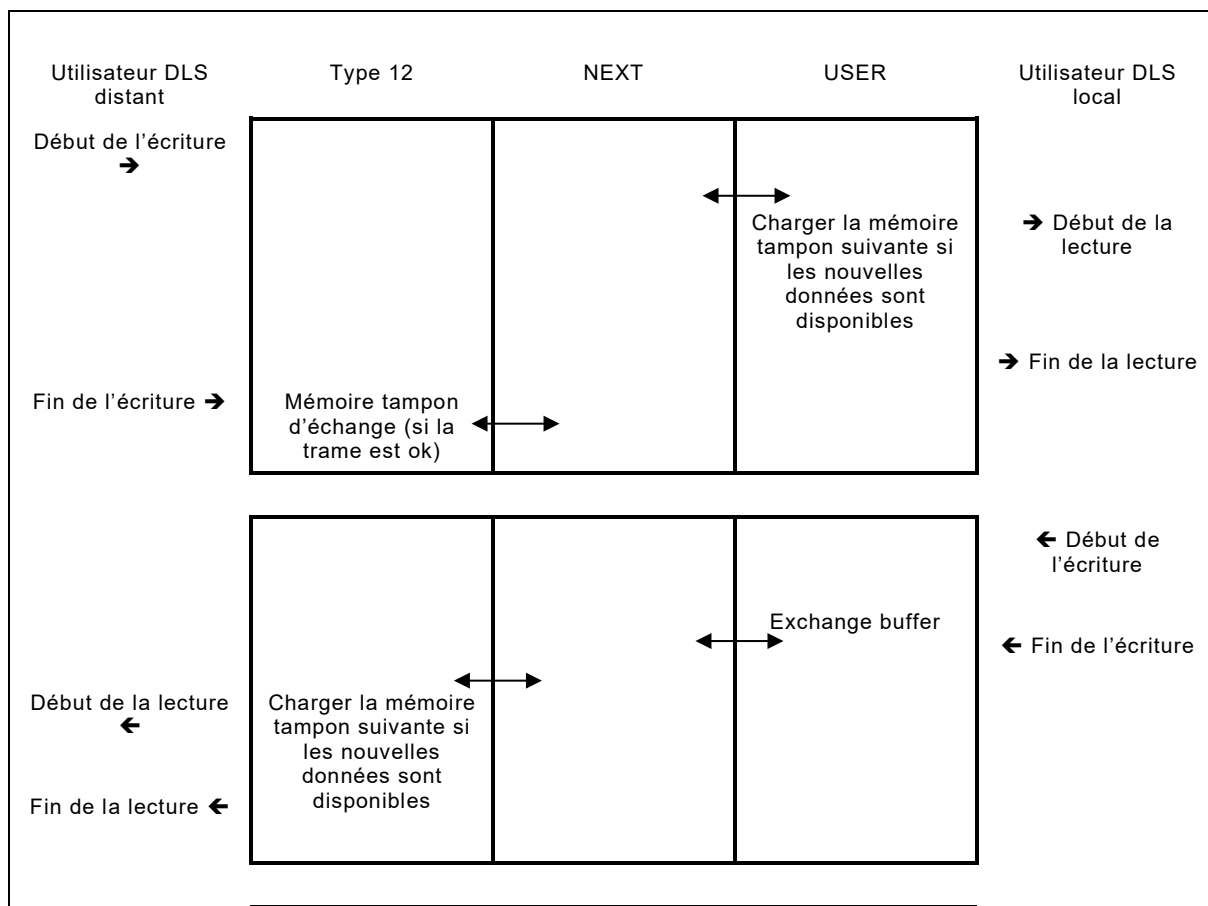 Utilisateur DLS
distant
Type 12
NEXT
USER
Utilisateur DLS
local
Début de l'écriture
➔
Charger la mémoire
tampon suivante si
les nouvelles
données sont
disponibles
➔ Début de la
lecture
➔ Fin de la lecture
Fin de l'écriture ➔
Mémoire tampon
d'échange (si la
trame est ok)
🡰 Début de
l'écriture
Exchange buffer
🡰 Fin de l'écriture
Début de la lecture
🡰
Charger la mémoire
tampon suivante si
les nouvelles
données sont
disponibles
Fin de la lecture 🡰